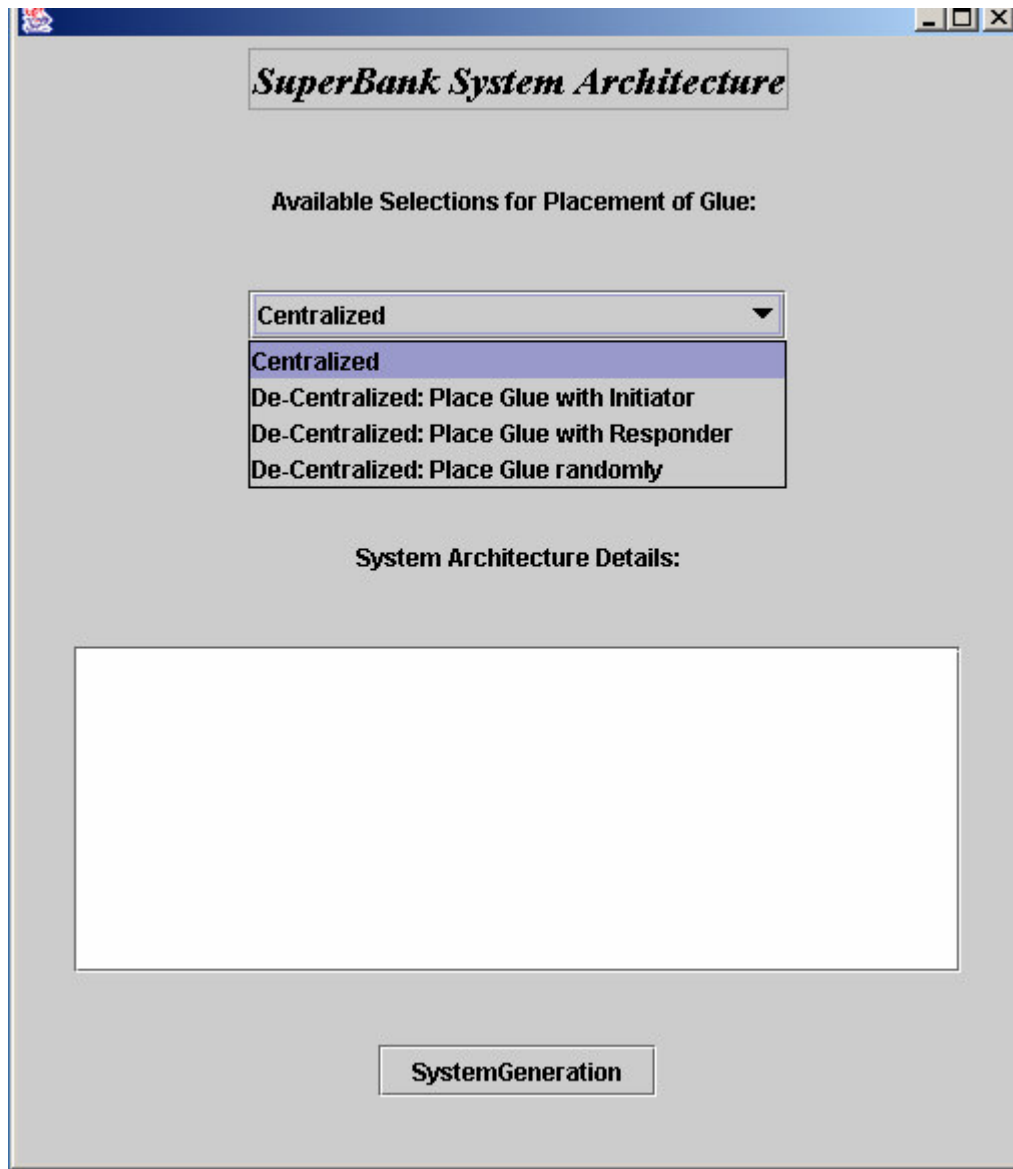 SuperBank System Architecture
Available Selections for Placement of Glue:
Centralized
Centralized
De-Centralized: Place Glue with Initiator
De-Centralized: Place Glue with Responder
De-Centralized: Place Glue randomly
System Architecture Details:
SystemGeneration